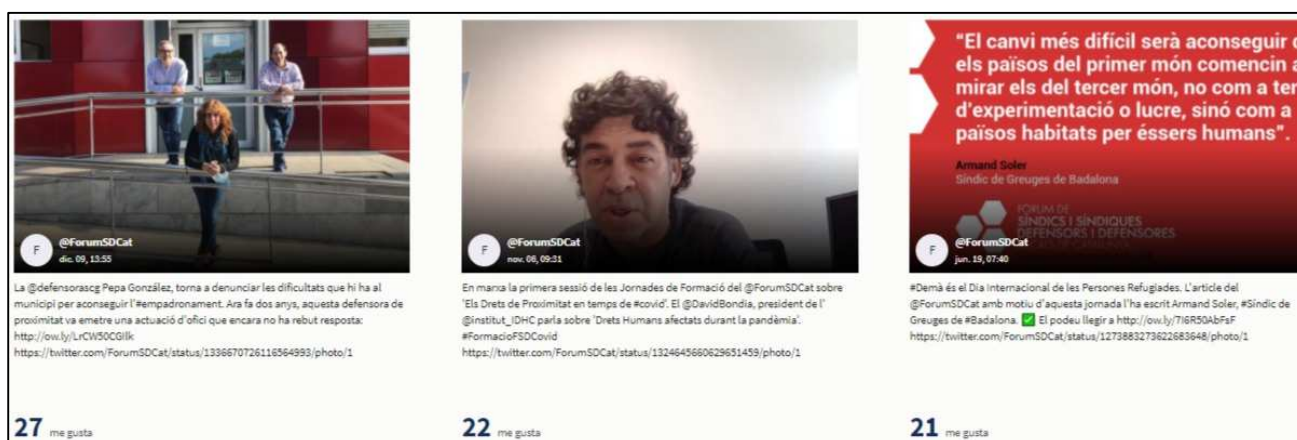 F
@ForumSDCat
dic. 09, 13:55
La @defensorascg Pepa González, torna a denunciar les dificultats que hi ha al
municipi per aconseguir l'#empadronament. Ara fa dos anys, aquesta defensora de
proximitat va emetre una actuació d'ofici que encara no ha rebut resposta:
http://ow.ly/LrCW50CGIlk
https://twitter.com/ForumSDCat/status/1336670726116564993/photo/1
27 me gusta
F
@ForumSDCat
nov. 06, 09:31
En marxa la primera sessió de les Jornades de Formació del @ForumSDCat sobre
'Els Drets de Proximitat en temps de #covid'. El @DavidBondia, president de l'
@institut_IDHC parla sobre 'Drets Humans afectats durant la pandèmia'.
#FormacioFSDCovid
https://twitter.com/ForumSDCat/status/1324645660629651459/photo/1
22 me gusta
"El canvi més difícil serà aconseguir
els països del primer món comencin a
mirar els del tercer món, no com a
d'experimentació o lucre, sinó com a
països habitats per éssers humans".
Armand Soler
Síndic de Greuges de Badalona
FÒRUM DE
SÍNDICS I SÍNDIQUES
DEFENSORS I DEFENSORES
F
@ForumSDCat
jun. 19, 07:40
#Demà és el Dia Internacional de les Persones Refugiades. L'article del
@ForumSDCat amb motiu d'aquesta jornada l'ha escrit Armand Soler, #Síndic de
Greuges de #Badalona. ✅ El podeu llegir a http://ow.ly/7I6R50AbFsF
https://twitter.com/ForumSDCat/status/1273883273622683648/photo/1
21 me gusta